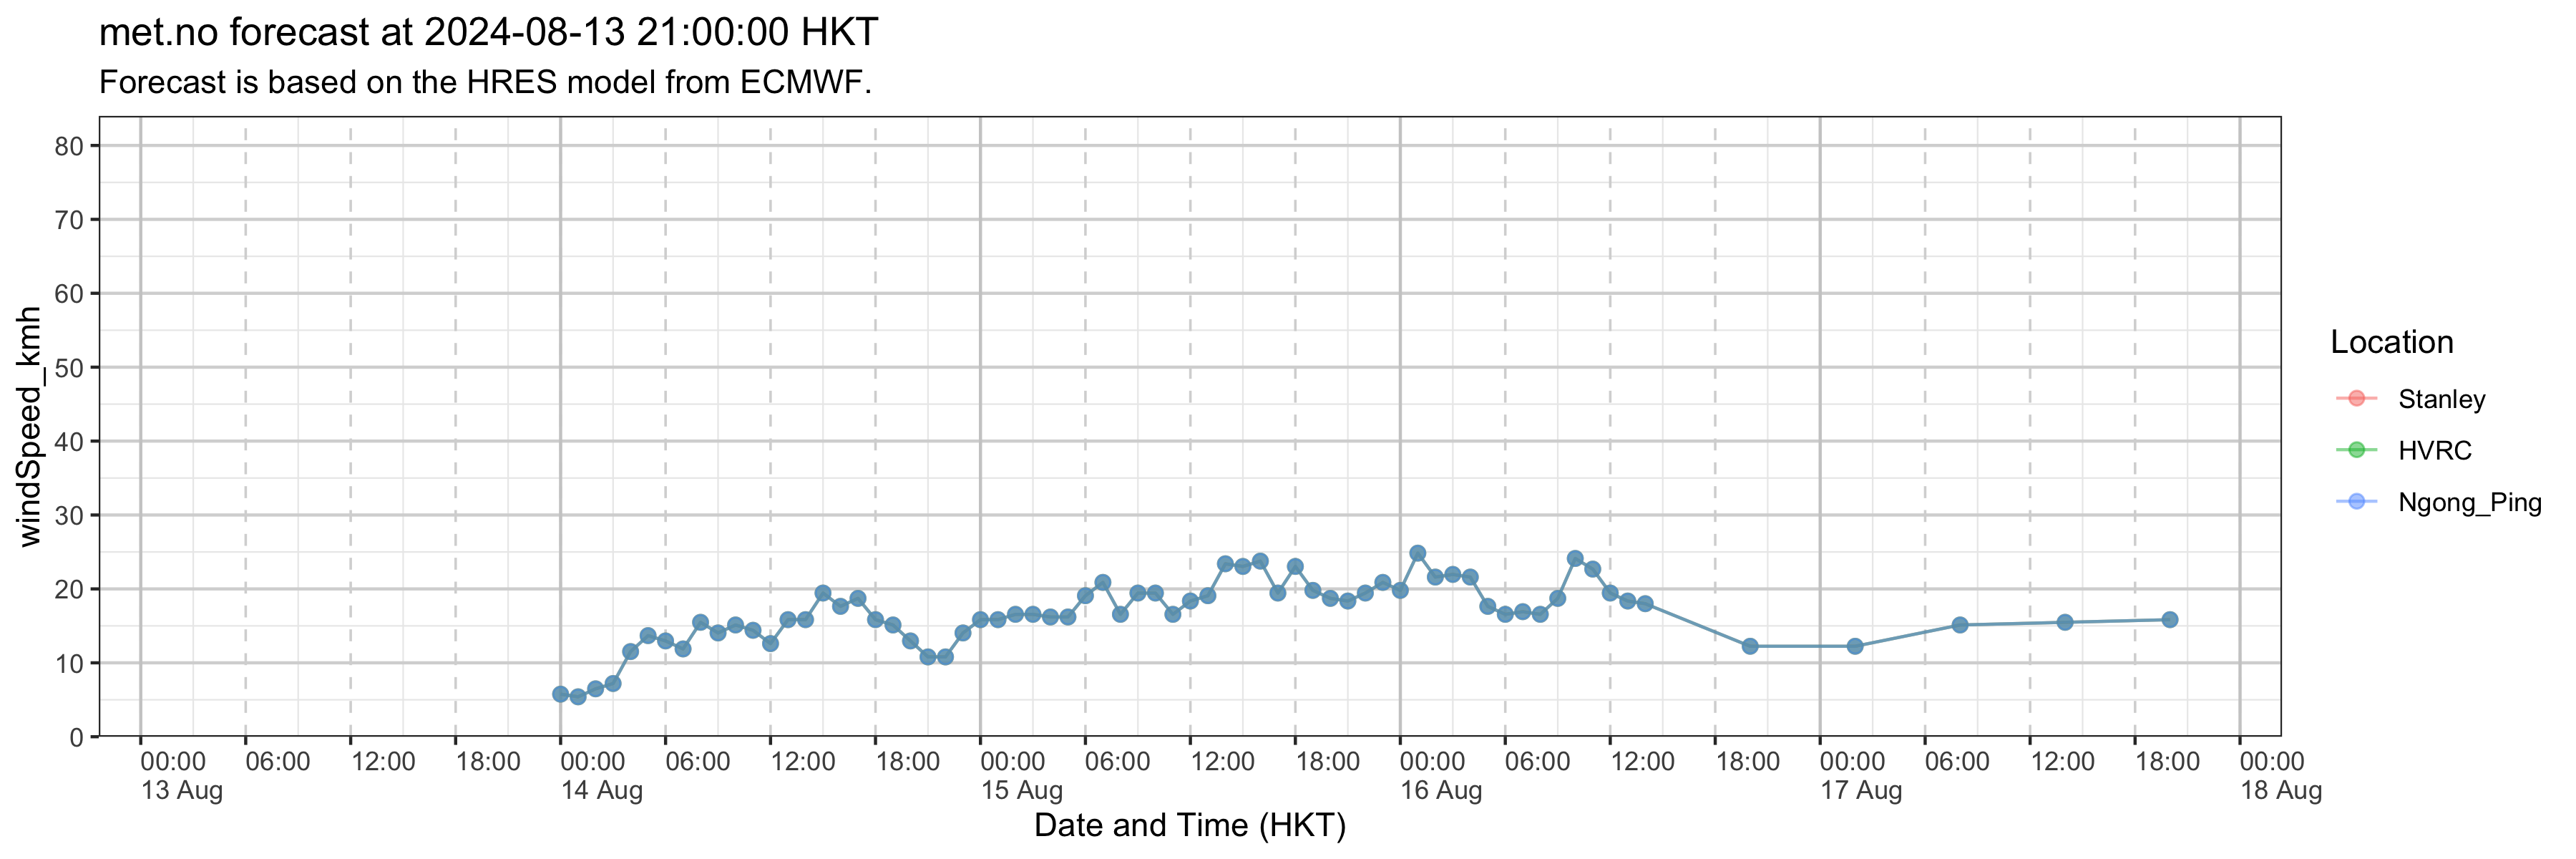 met.no forecast at 2024-08-13 21:00:00 HKT
Forecast is based on the HRES model from ECMWF.
windSpeed_kmh
80
70
60
50
40
30
20
10
0
00:00 06:00 12:00 18:00 00:00 06:00 12:00 18:00 00:00 06:00 12:00 18:00 00:00 06:00 12:00 18:00 00:00 06:00 12:00 18:00 00:00
13 Aug 14 Aug 15 Aug 16 Aug 17 Aug 18 Aug
Date and Time (HKT)
Location
Stanley
HVRC
Ngong_Ping